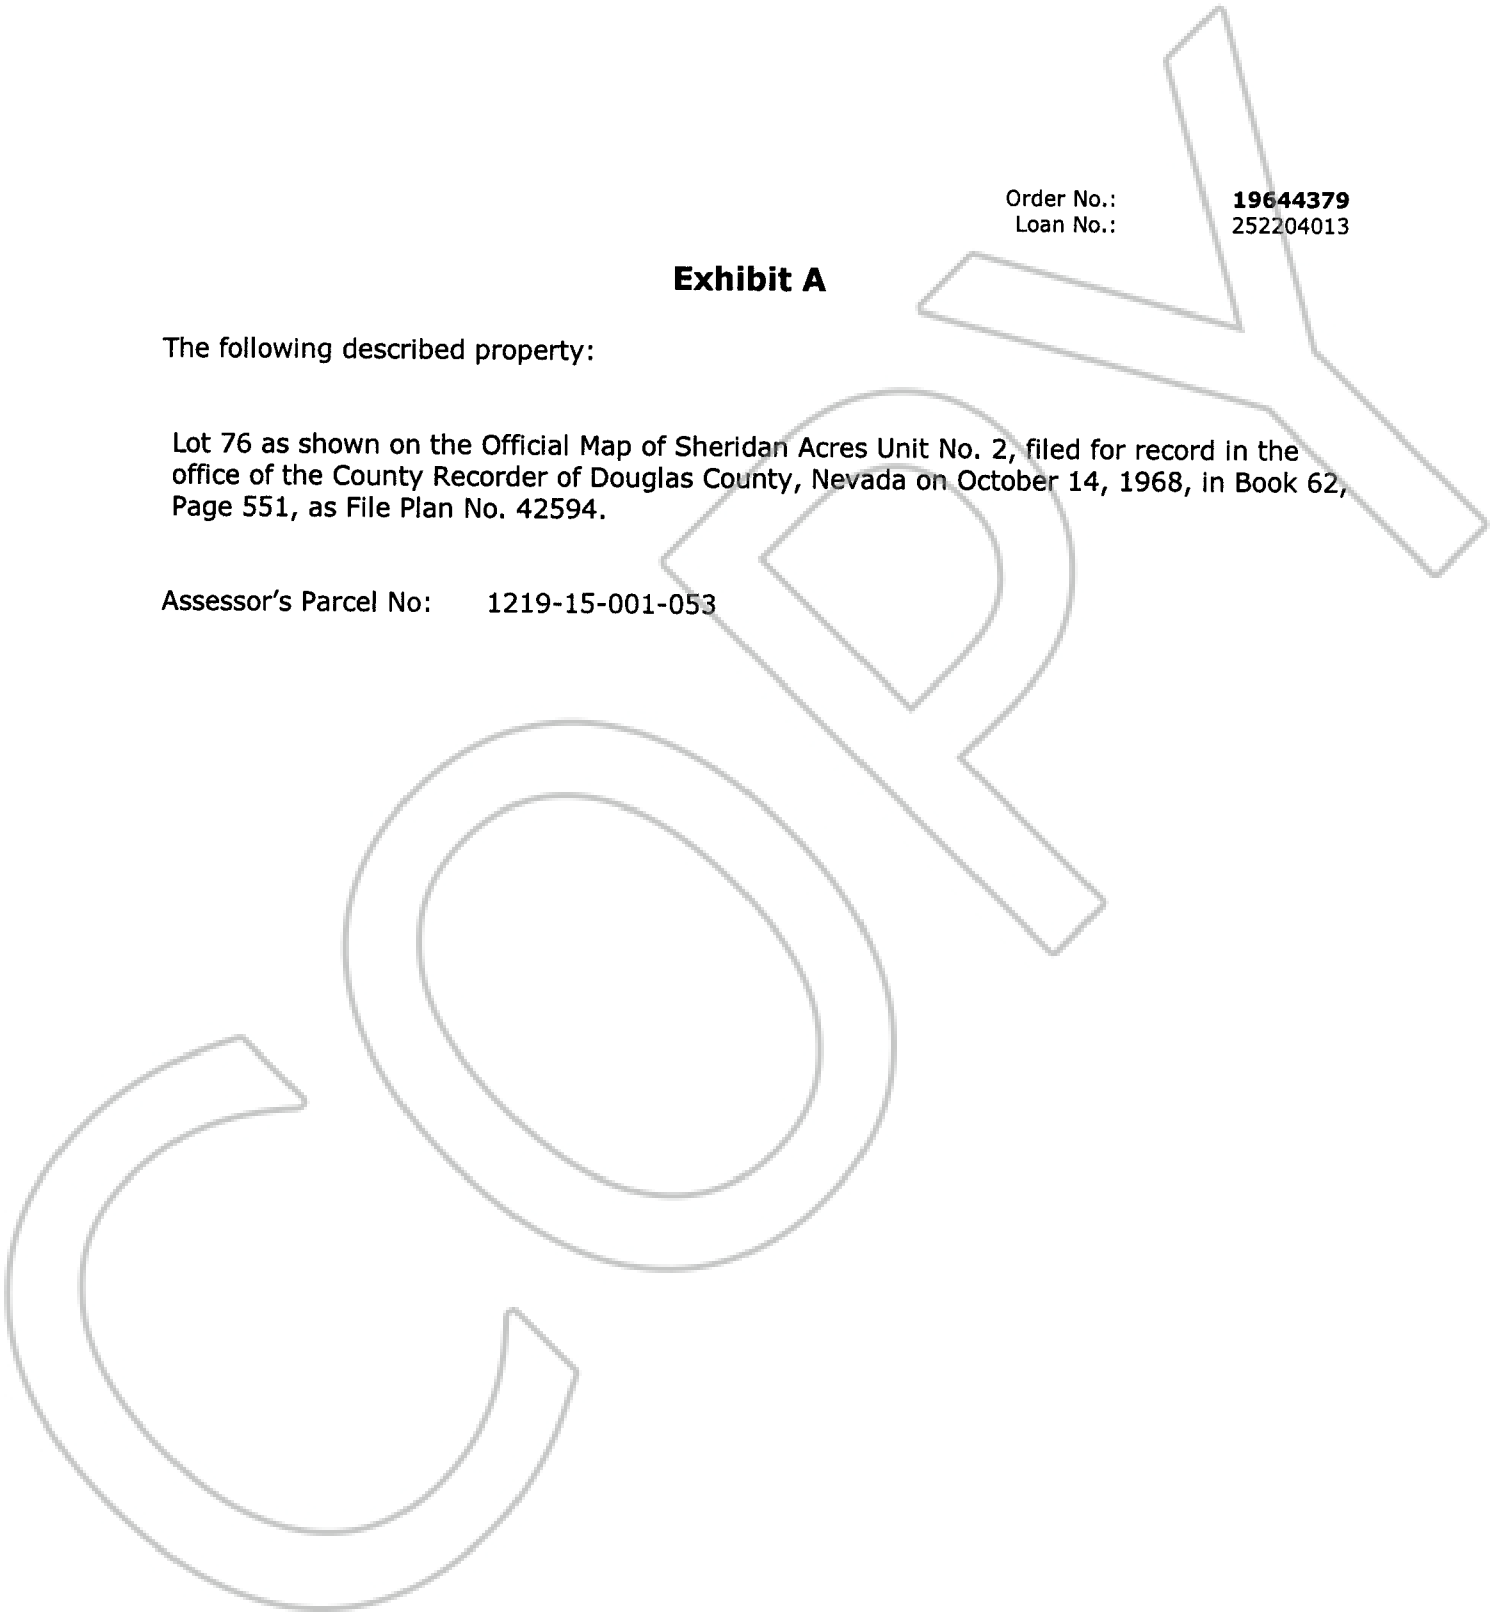 Order No.: 19644379
Loan No.: 252204013
Exhibit A
The following described property:
Lot 76 as shown on the Official Map of Sheridan Acres Unit No. 2, filed for record in the
office of the County Recorder of Douglas County, Nevada on October 14, 1968, in Book 62,
Page 551, as File Plan No. 42594.
Assessor's Parcel No: 1219-15-001-053
COPY